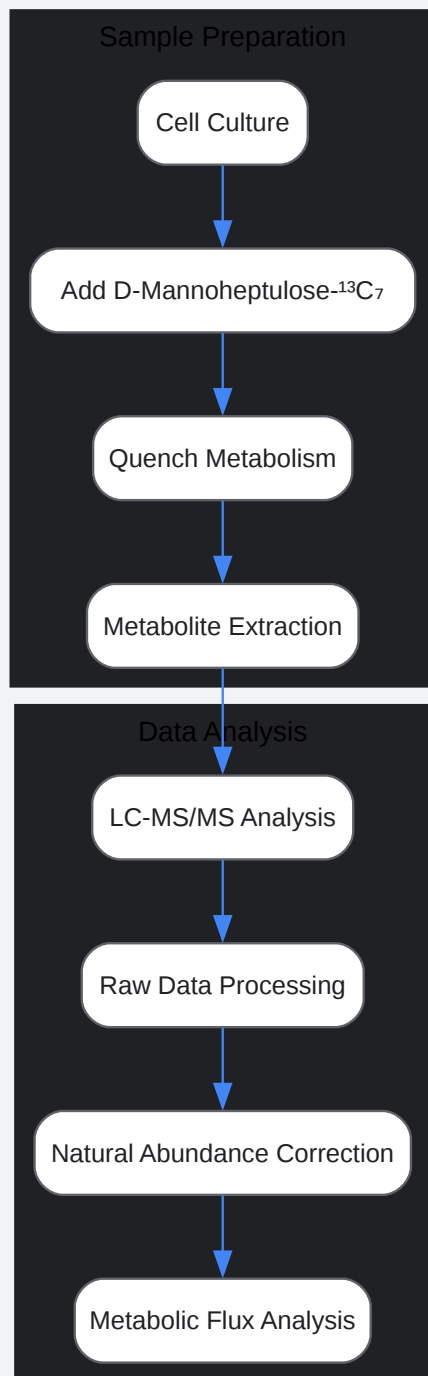 Sample Preparation
Cell Culture
Add D-Mannoheptulose-¹³C₇
Quench Metabolism
Metabolite Extraction
Data Analysis
LC-MS/MS Analysis
Raw Data Processing
Natural Abundance Correction
Metabolic Flux Analysis